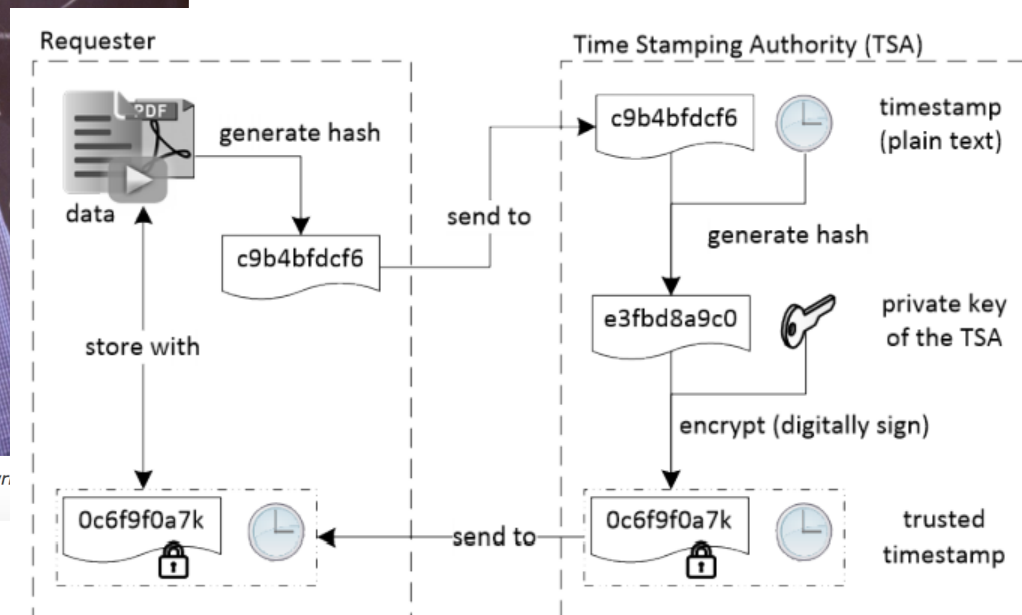 Requester
Time Stamping Authority (TSA)
PDF
generate hash
data
c9b4bfdcf6
send to
c9b4bfdcf6
timestamp
(plain text)
generate hash
store with
e3fbd8a9c0
private key
of the TSA
encrypt (digitally sign)
0c6f9f0a7k
send to
0c6f9f0a7k
trusted
timestamp